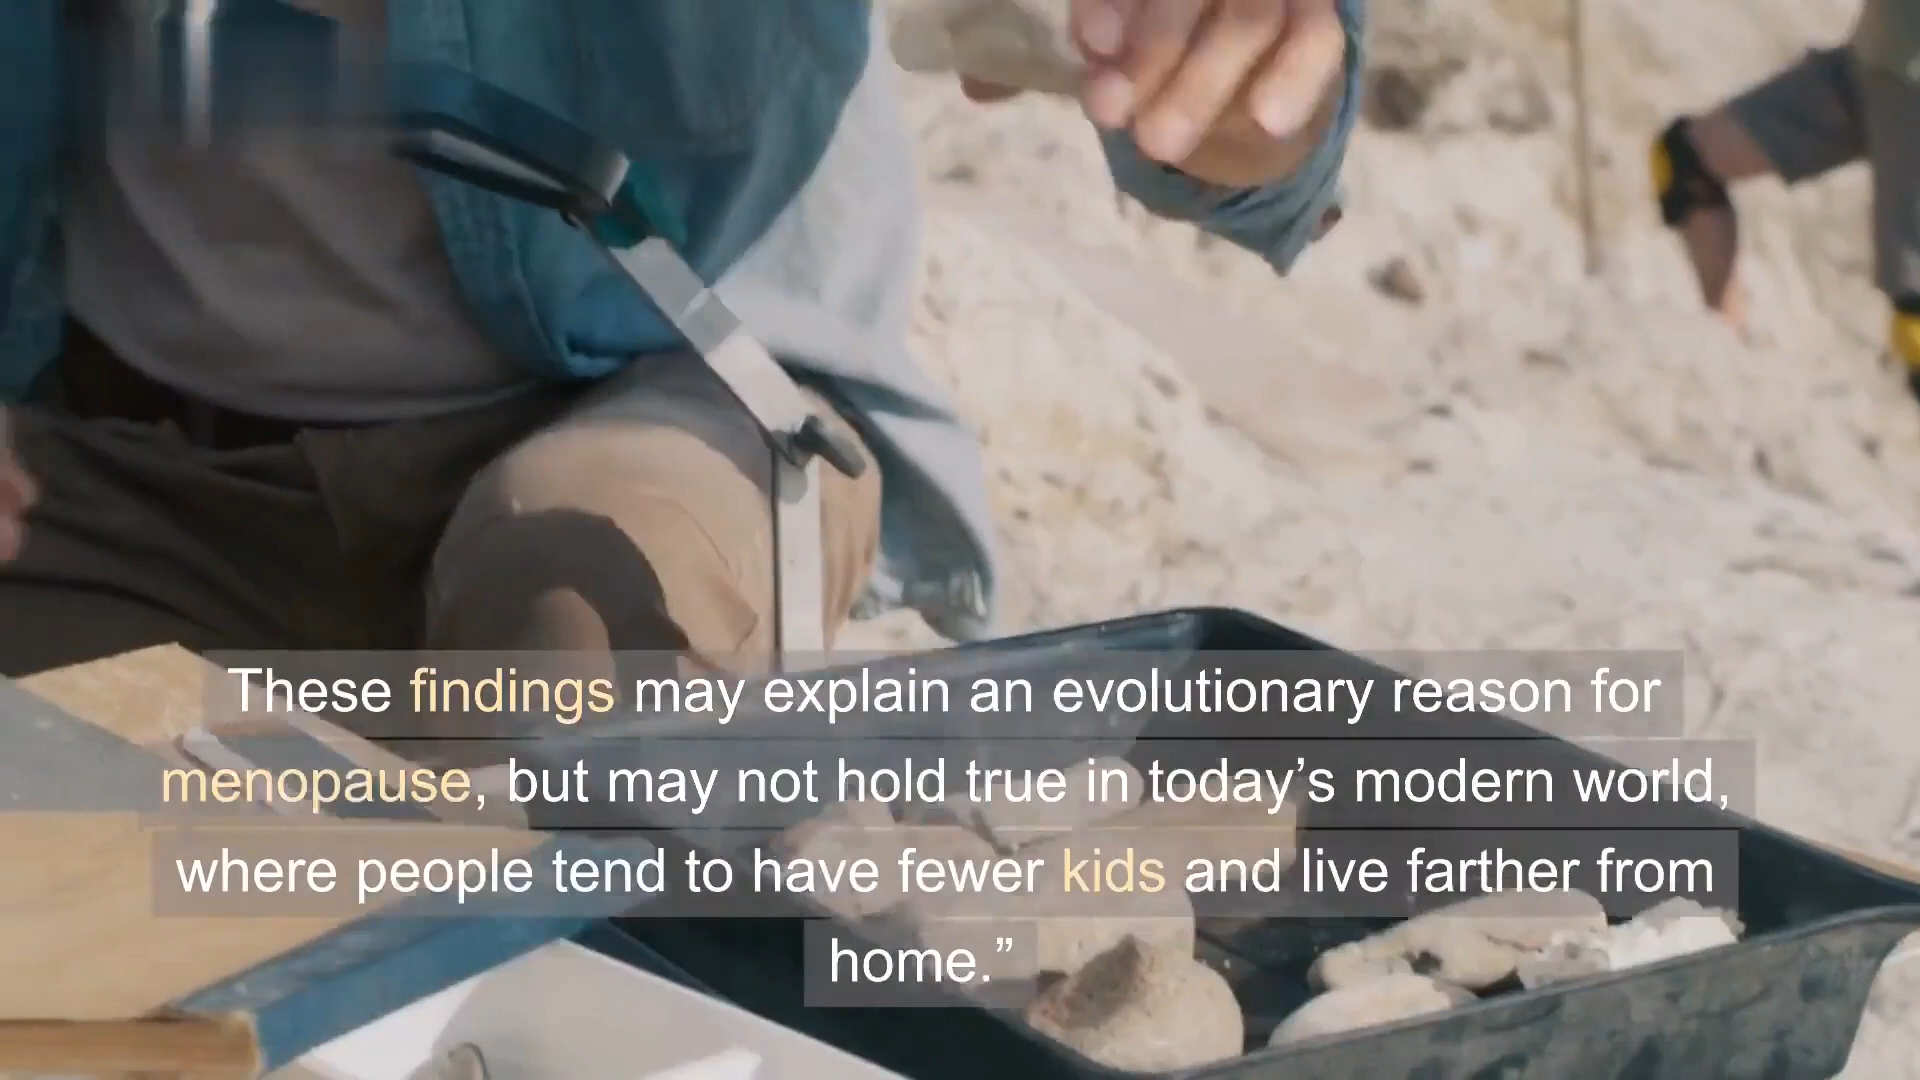 These findings may explain an evolutionary reason for
menopause, but may not hold true in today’s modern world,
where people tend to have fewer kids and live farther from
home.”